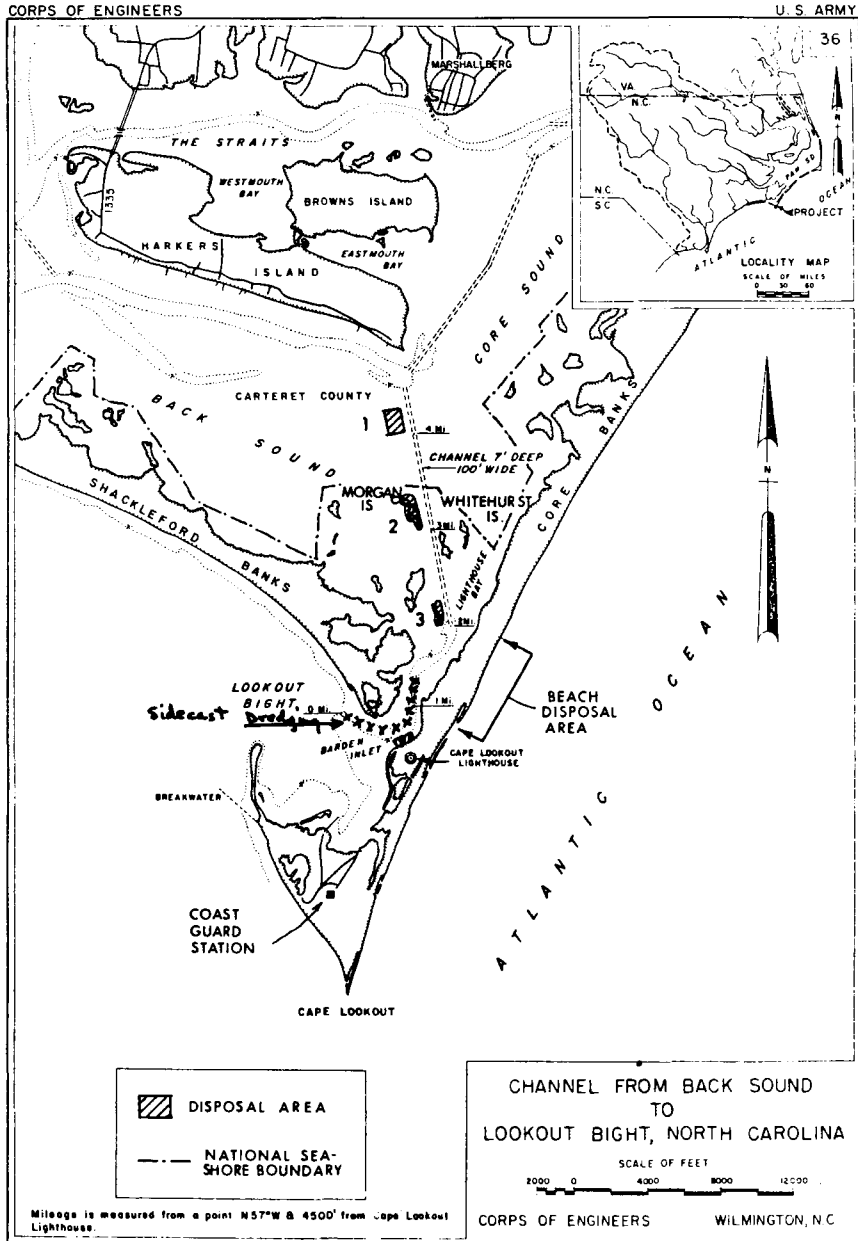 CORPS OF ENGINEERS
U. S. ARMY
36
VA
N.C.
N.C.
S.C.
PAM SD
OCEAN
PROJECT
ATLANTIC
N
LOCALITY MAP
SCALE OF MILES
0 30 60
MARSHALLBERG
THE STRAITS
WESTMOUTH
BAY
BROWNS ISLAND
1335
HARKERS
ISLAND
EASTMOUTH
BAY
CORE SOUND
BACK
SOUND
CARTERET COUNTY
1
4 Mi.
CHANNEL 7' DEEP
100' WIDE
CORE BANKS
N
SHACKLEFORD
BANKS
MORGAN
IS
WHITEHURST
IS.
2
3 Mi.
LIGHTHOUSE
BAY
3
2 Mi.
LOOKOUT
BIGHT
0 Mi.
1 Mi.
Sidecast Dredging
BARDEN
INLET
BEACH
DISPOSAL
AREA
CAPE LOOKOUT
LIGHTHOUSE
BREAKWATER
ATLANTIC OCEAN
COAST
GUARD
STATION
CAPE LOOKOUT
DISPOSAL AREA
NATIONAL SEA-
SHORE BOUNDARY
Mileage is measured from a point N57°W & 4500' from Cape Lookout
Lighthouse.
CHANNEL FROM BACK SOUND
TO
LOOKOUT BIGHT, NORTH CAROLINA
SCALE OF FEET
2000 0 4000 8000 12000
CORPS OF ENGINEERS
WILMINGTON, N.C